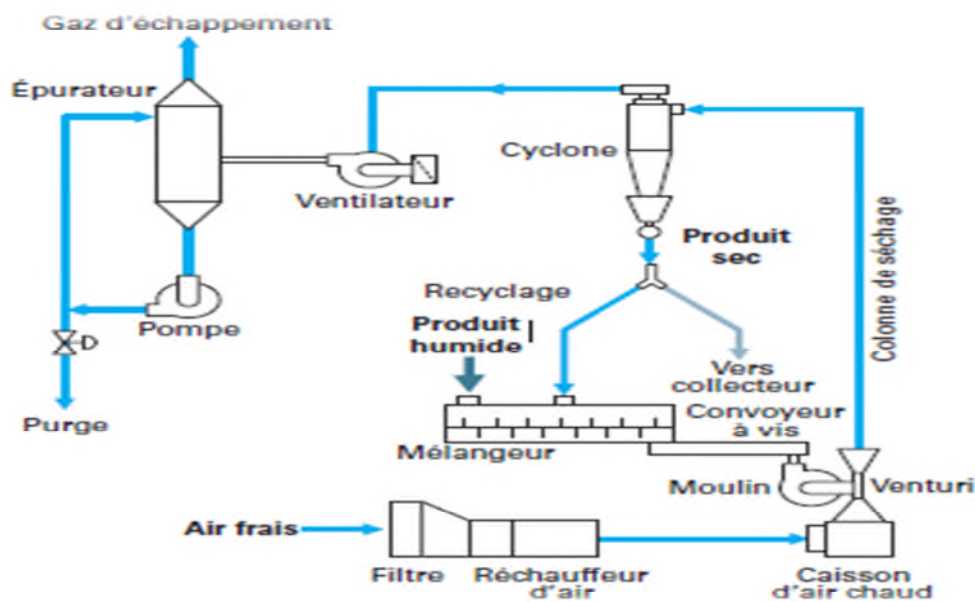 Gaz d'échappement
Épurateur
Cyclone
Ventilateur
Produit
sec
Colonne de séchage
Recyclage
Pompe
Produit
humide
Vers
collecteur
Purge
Convoyeur
à vis
Mélangeur
Moulin
Venturi
Air frais
Filtre
Réchauffeur
d'air
Caisson
d'air chaud